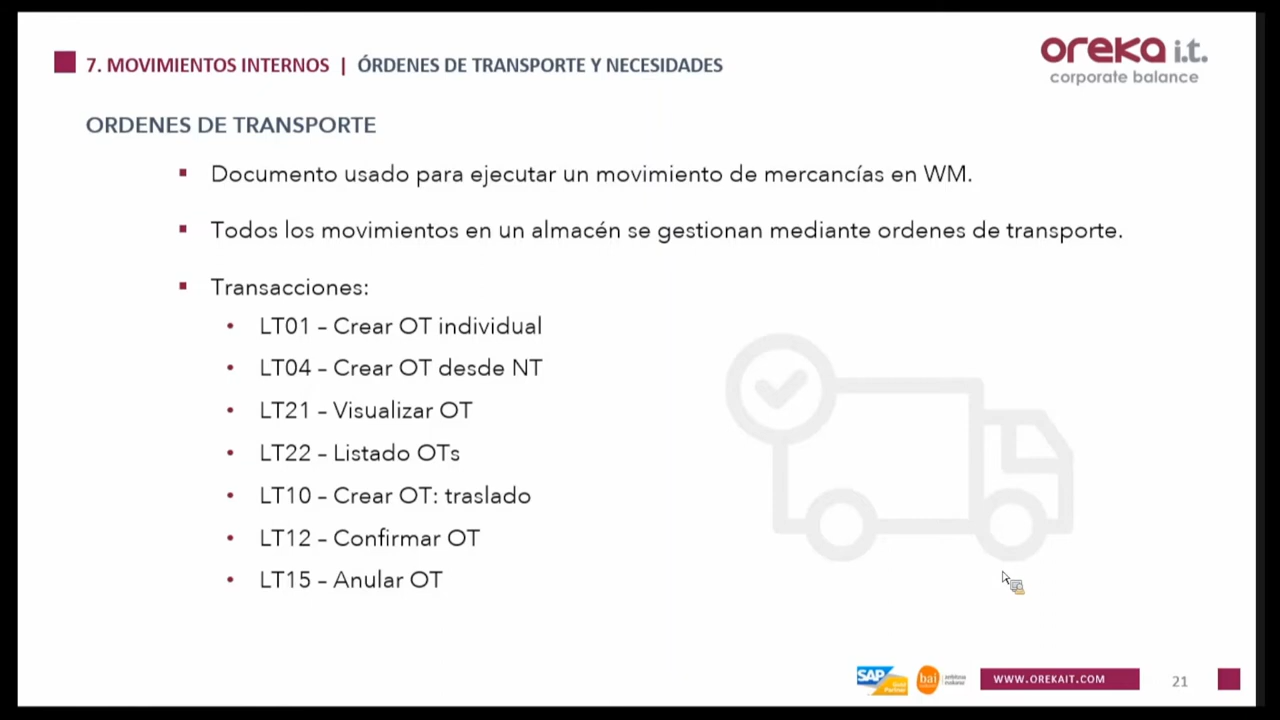 7. MOVIMIENTOS INTERNOS | ÓRDENES DE TRANSPORTE Y NECESIDADES
oreka i.t.
corporate balance
ORDENES DE TRANSPORTE
Documento usado para ejecutar un movimiento de mercancías en WM.
Todos los movimientos en un almacén se gestionan mediante ordenes de transporte.
Transacciones:
LT01 – Crear OT individual
LT04 – Crear OT desde NT
LT21 – Visualizar OT
LT22 – Listado OTs
LT10 – Crear OT: traslado
LT12 – Confirmar OT
LT15 – Anular OT
SAP
Gold
Partner
bai
WWW.OREKAIT.COM
21